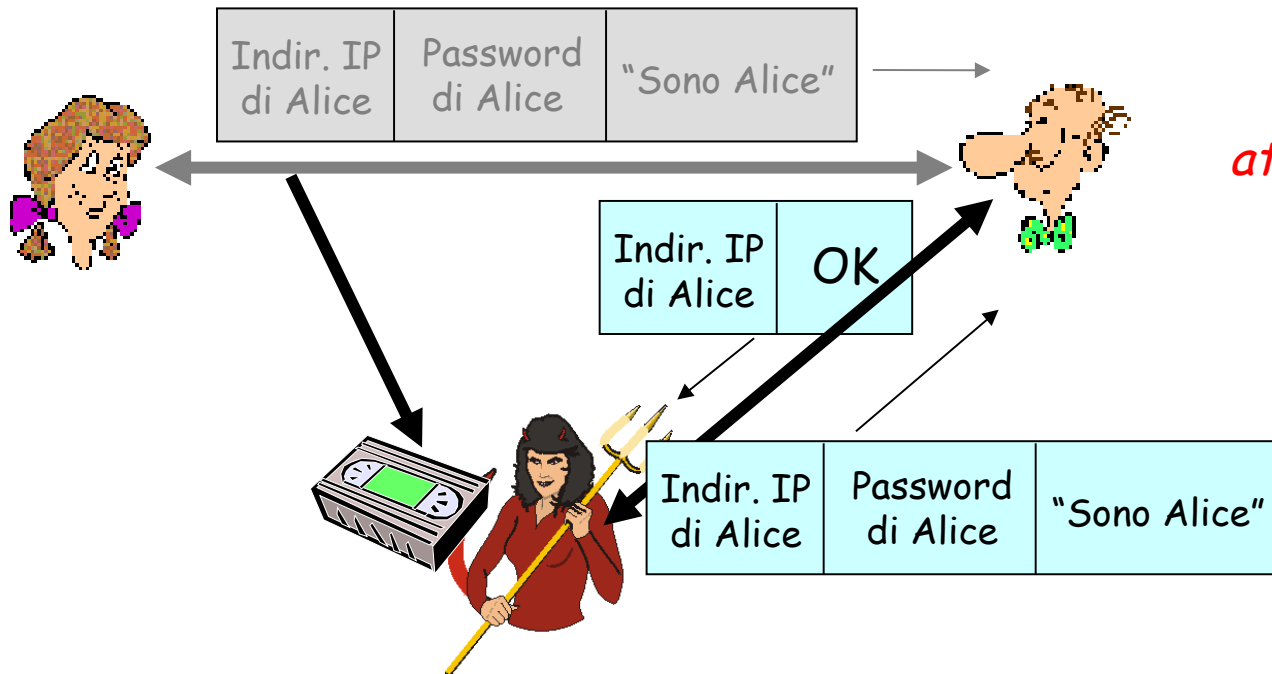 Indir. IP
di Alice
Password
di Alice
“Sono Alice”
Indir. IP
di Alice
OK
Indir. IP
di Alice
Password
di Alice
“Sono Alice”